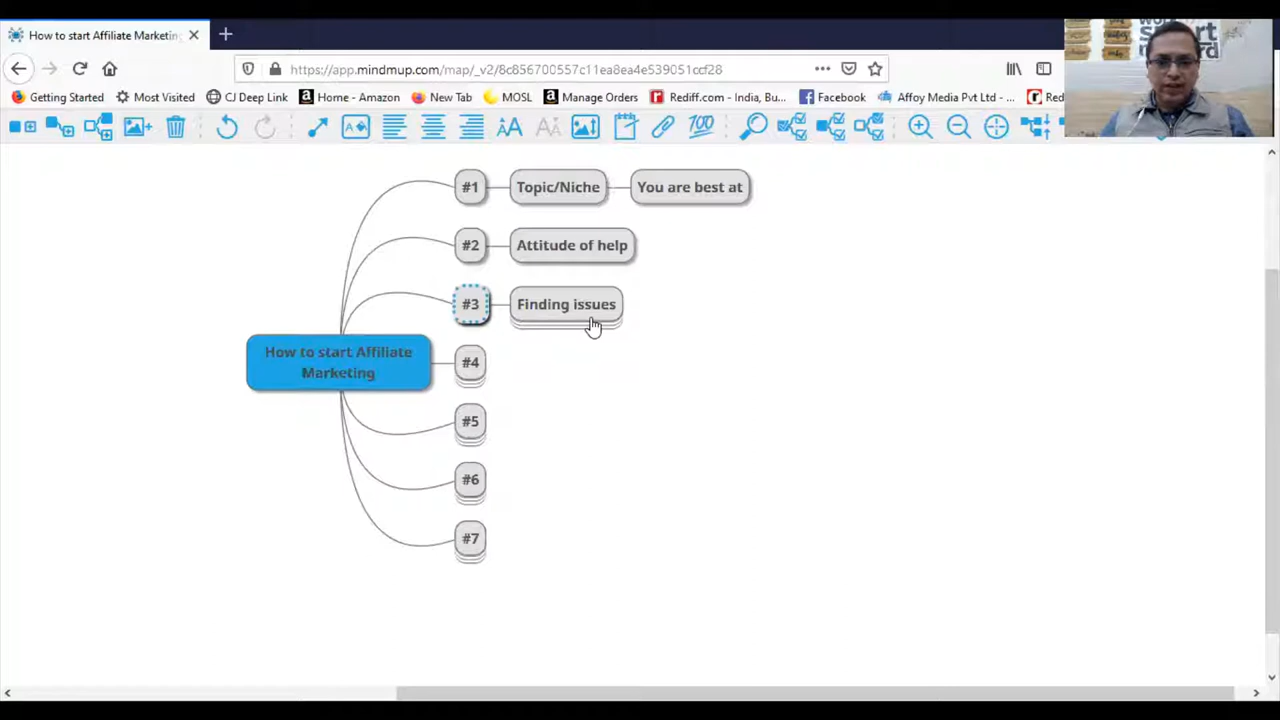 How to start Affiliate Marketin
https://app.mindmup.com/map/_v2/8c856700557c11ea8ea4e539051ccf28
Getting Started
Most Visited
CJ Deep Link
Home - Amazon
New Tab
MOSL
Manage Orders
Rediff.com - India, Bu...
Facebook
Affoy Media Pvt Ltd - ...
Red
100
#1
Topic/Niche
You are best at
#2
Attitude of help
#3
Finding issues
How to start Affiliate
Marketing
#4
#5
#6
#7